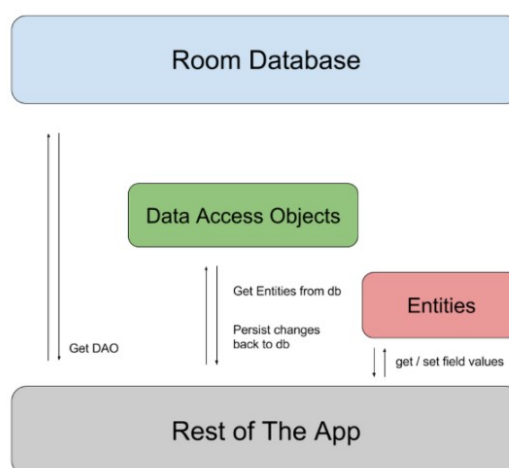 Room Database
Data Access Objects
Get Entities from db
Entities
Persist changes
back to db
Get DAO
get / set field values
Rest of The App